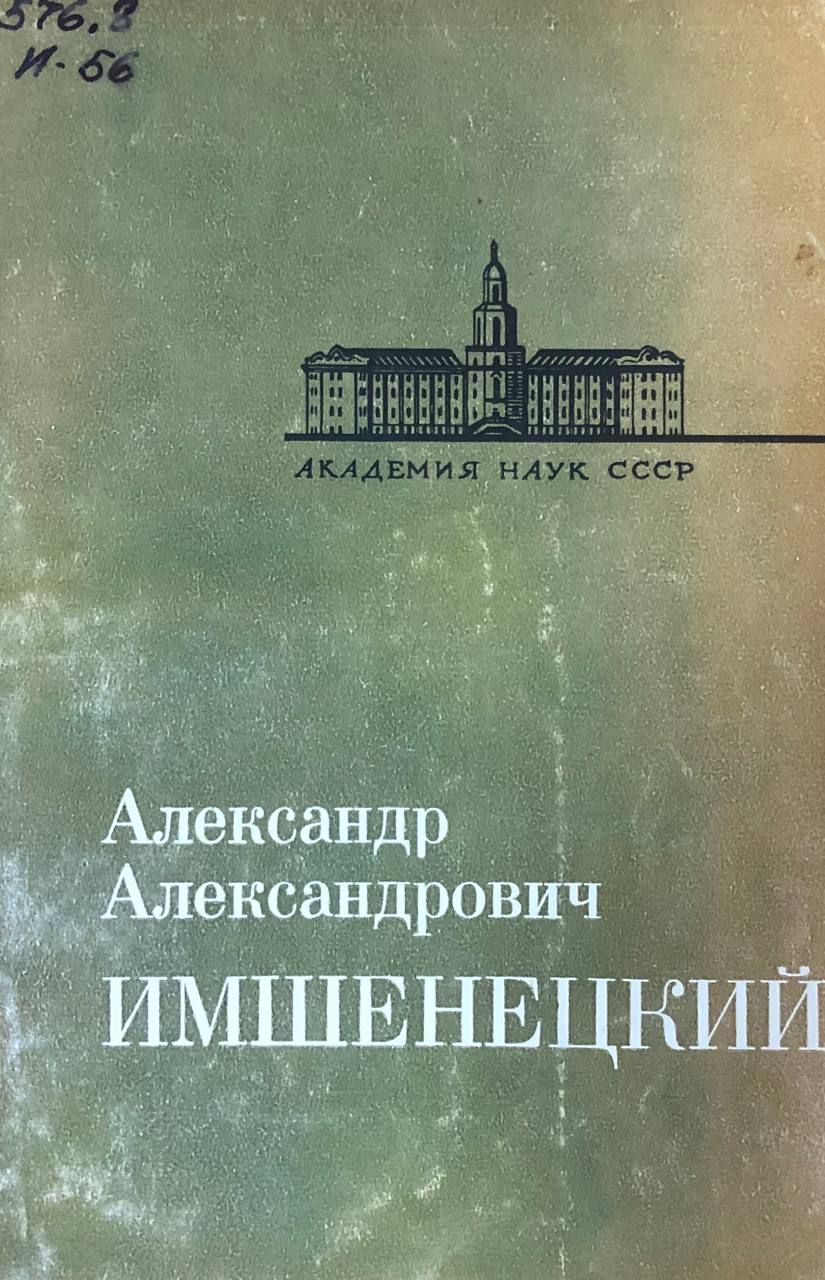 576.8
И-56
АКАДЕМИЯ НАУК СССР
Александр
Александрович
ИМШЕНЕЦКИЙ